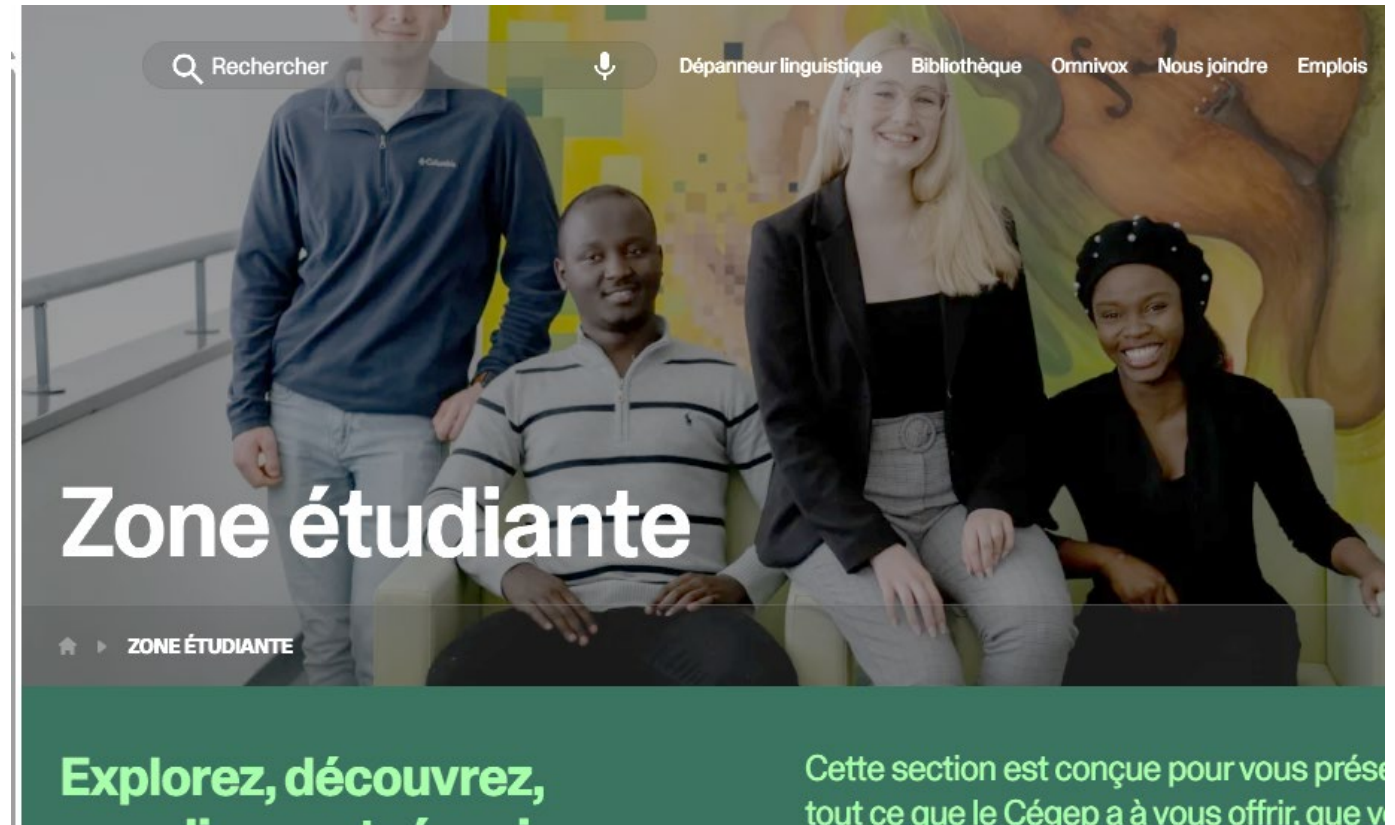 Rechercher
Dépanneur linguistique Bibliothèque Omnivox Nous joindre Emplois
Columbia
Zone étudiante
ZONE ÉTUDIANTE
Explorez, découvrez,
Cette section est conçue pour vous prése
tout ce que le Cégep a à vous offrir, que v